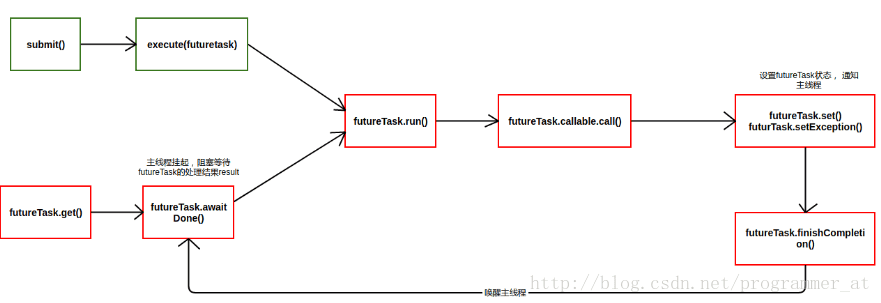 submit()
execute(futuretask)
设置futureTask状态，通知
主线程
futureTask.run()
futureTask.callable.call()
futureTask.set()
futurTask.setException()
主线程挂起，阻塞等待
futureTask的处理结果result
futureTask.get()
futureTask.await
Done()
futureTask.finishCompleti
on()
唤醒主线程
http://blog.csdn.net/programmer_at